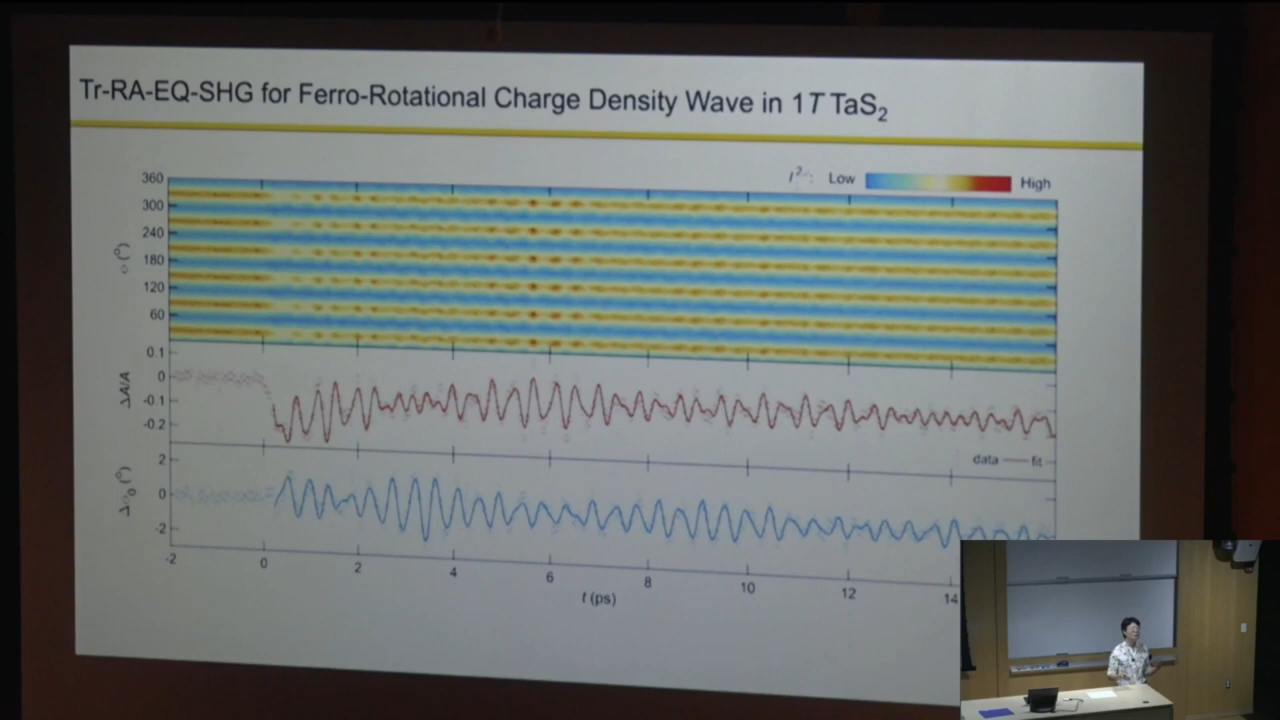 Tr-RA-EQ-SHG for Ferro-Rotational Charge Density Wave in 1T TaS₂
Low High
360
300
240
180
120
60
0.1
0
-0.1
-0.2
ΔA/A
data fit
2
0
-2
-2 0 2 4 6 8 10 12 14
t (ps)